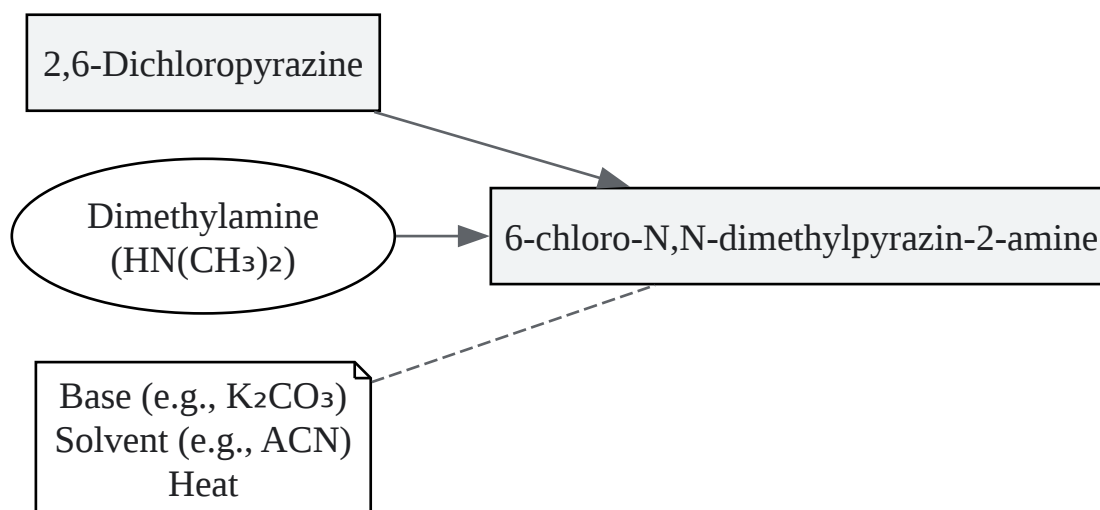 2,6-Dichloropyrazine
Dimethylamine
(HN(CH₃)₂)
6-chloro-N,N-dimethylpyrazin-2-amine
Base (e.g., K₂CO₃)
Solvent (e.g., ACN)
Heat